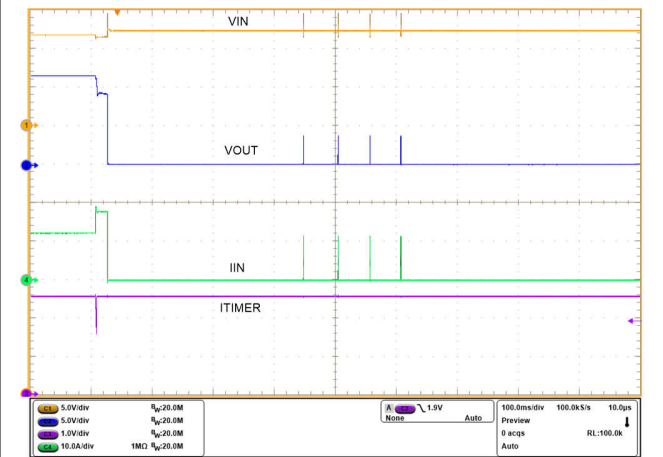 VIN
VOUT
IIN
ITIMER
1
4
C1 5.0V/div BW:20.0M
C2 5.0V/div BW:20.0M
C3 1.0V/div BW:20.0M
C4 10.0A/div 1MΩ BW:20.0M
A C3 1.9V
None Auto
100.0ms/div 100.0kS/s 10.0µs
Preview
0 acqs RL:100.0k
Auto